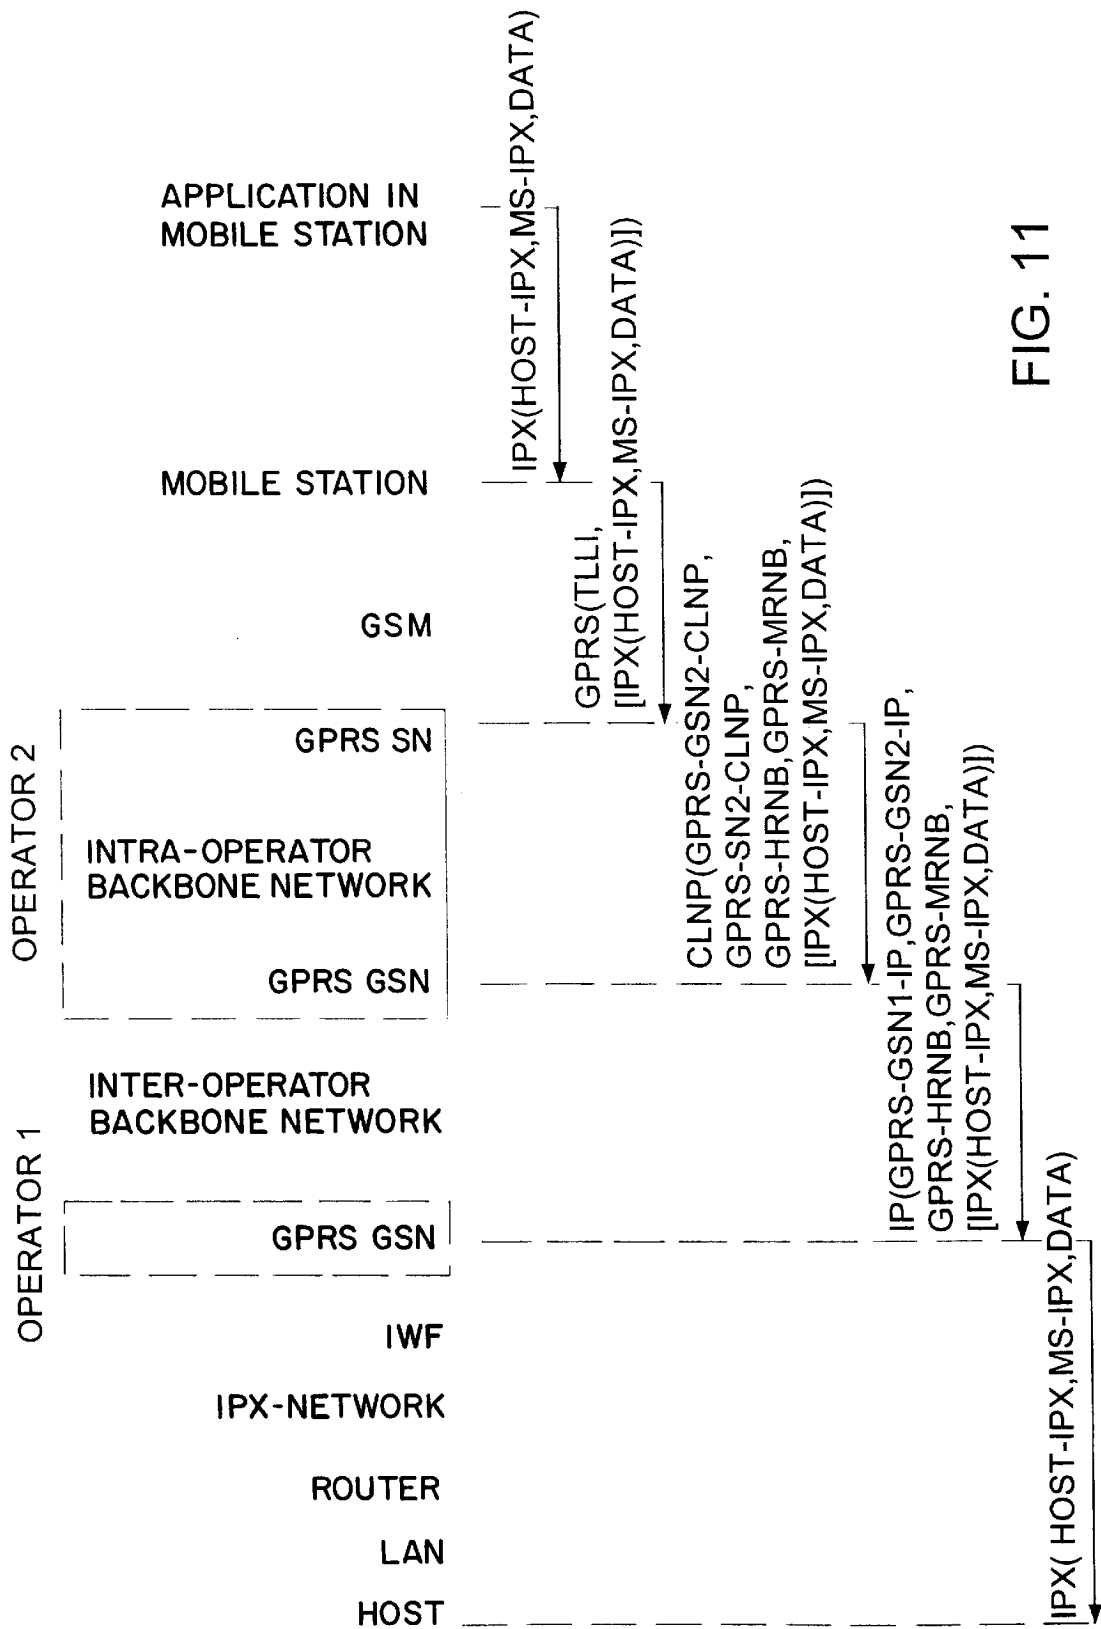 OPERATOR 1
OPERATOR 2
HOST
LAN
ROUTER
IPX-NETWORK
IWF
GPRS GSN
INTER-OPERATOR
BACKBONE NETWORK
GPRS GSN
INTRA-OPERATOR
BACKBONE NETWORK
GPRS SN
GSM
MOBILE STATION
APPLICATION IN
MOBILE STATION
IPX(HOST-IPX,MS-IPX,DATA)
GPRS(TLLI,
[IPX(HOST-IPX,MS-IPX,DATA)])
CLNP(GPRS-GSN2-CLNP,
GPRS-SN2-CLNP,
GPRS-HRNB,GPRS-MRNB,
[IPX(HOST-IPX,MS-IPX,DATA)])
IP(GPRS-GSN1-IP,GPRS-GSN2-IP,
GPRS-HRNB,GPRS-MRNB,
[IPX(HOST-IPX,MS-IPX,DATA)])
IPX( HOST-IPX,MS-IPX,DATA)
FIG. 11